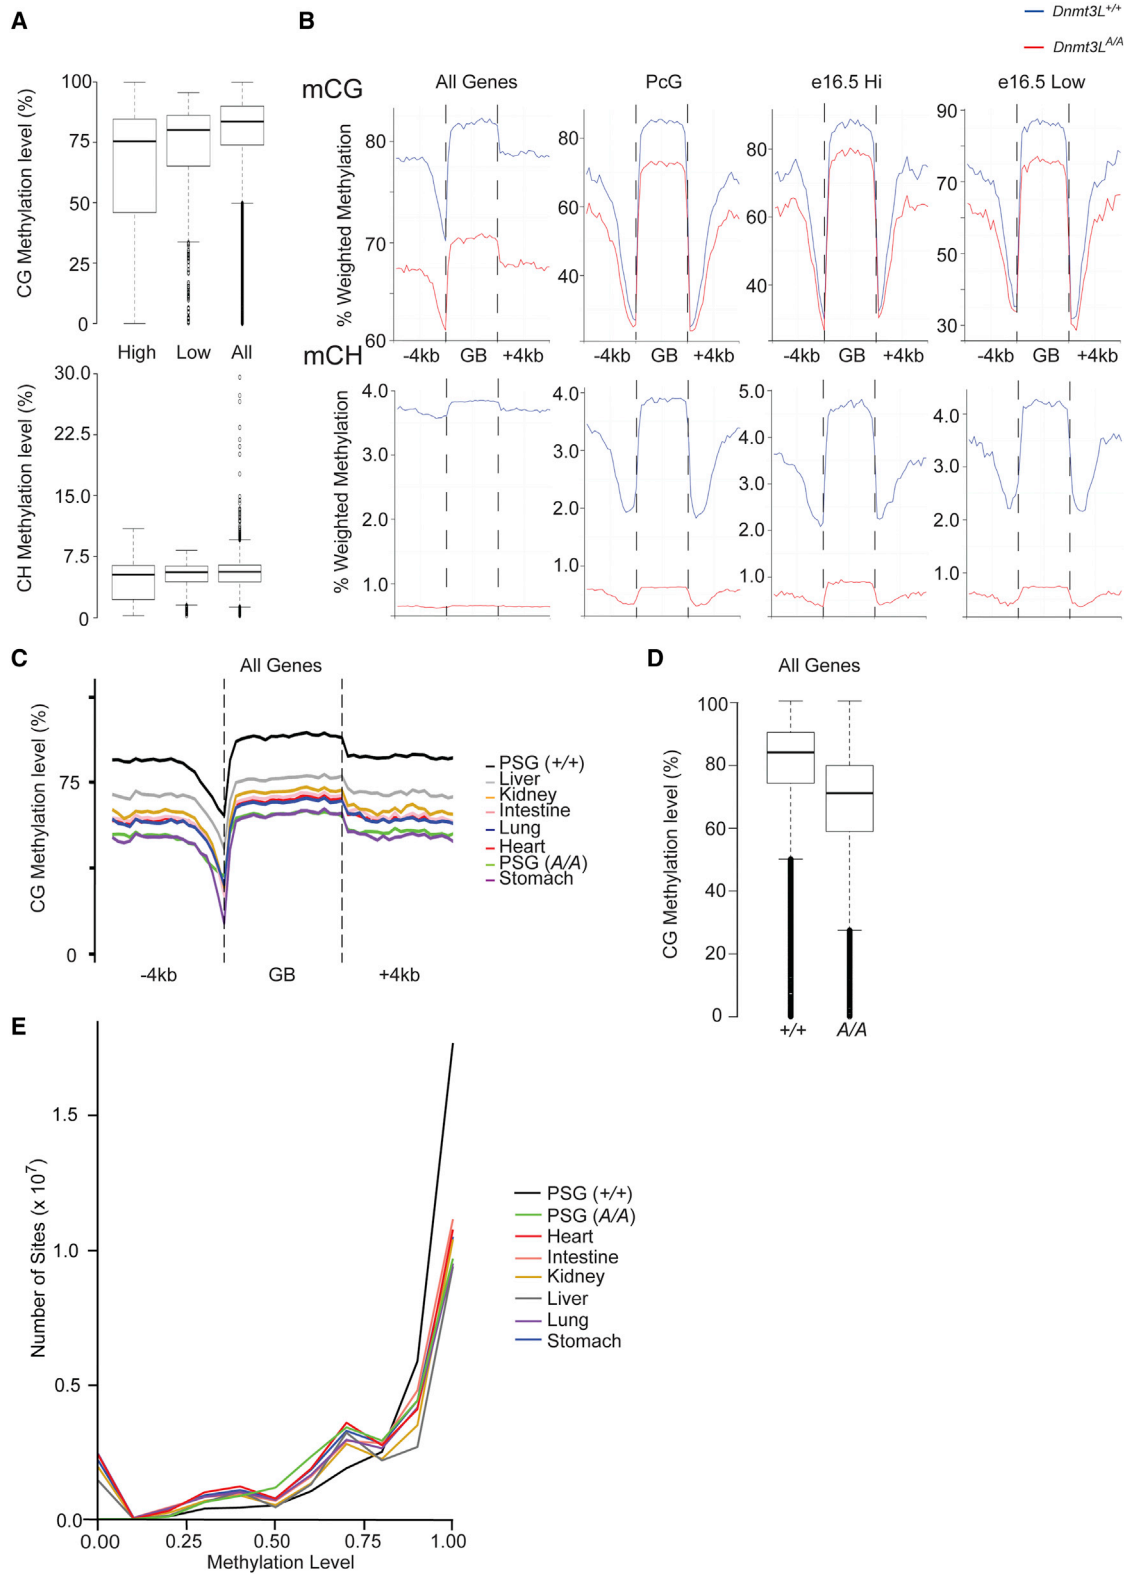 A
B
Dnmt3L+/+
Dnmt3LA/A
mCG
All Genes
PcG
e16.5 Hi
e16.5 Low
CG Methylation level (%)
100
75
50
25
0
High
Low
All
% Weighted Methylation
80
70
60
80
60
40
80
60
40
90
70
50
30
-4kb
GB
+4kb
-4kb
GB
+4kb
-4kb
GB
+4kb
-4kb
GB
+4kb
mCH
CH Methylation level (%)
30.0
22.5
15.0
7.5
0
% Weighted Methylation
4.0
3.0
2.0
1.0
4.0
3.0
2.0
1.0
5.0
4.0
3.0
2.0
1.0
4.0
3.0
2.0
1.0
C
All Genes
CG Methylation level (%)
75
0
-4kb
GB
+4kb
PSG (+/+)
Liver
Kidney
Intestine
Lung
Heart
PSG (A/A)
Stomach
D
All Genes
CG Methylation level (%)
100
80
60
40
20
0
+/+
A/A
E
Number of Sites (x 10^7)
1.5
1.0
0.5
0.0
0.00
0.25
0.50
0.75
1.00
Methylation Level
PSG (+/+)
PSG (A/A)
Heart
Intestine
Kidney
Liver
Lung
Stomach